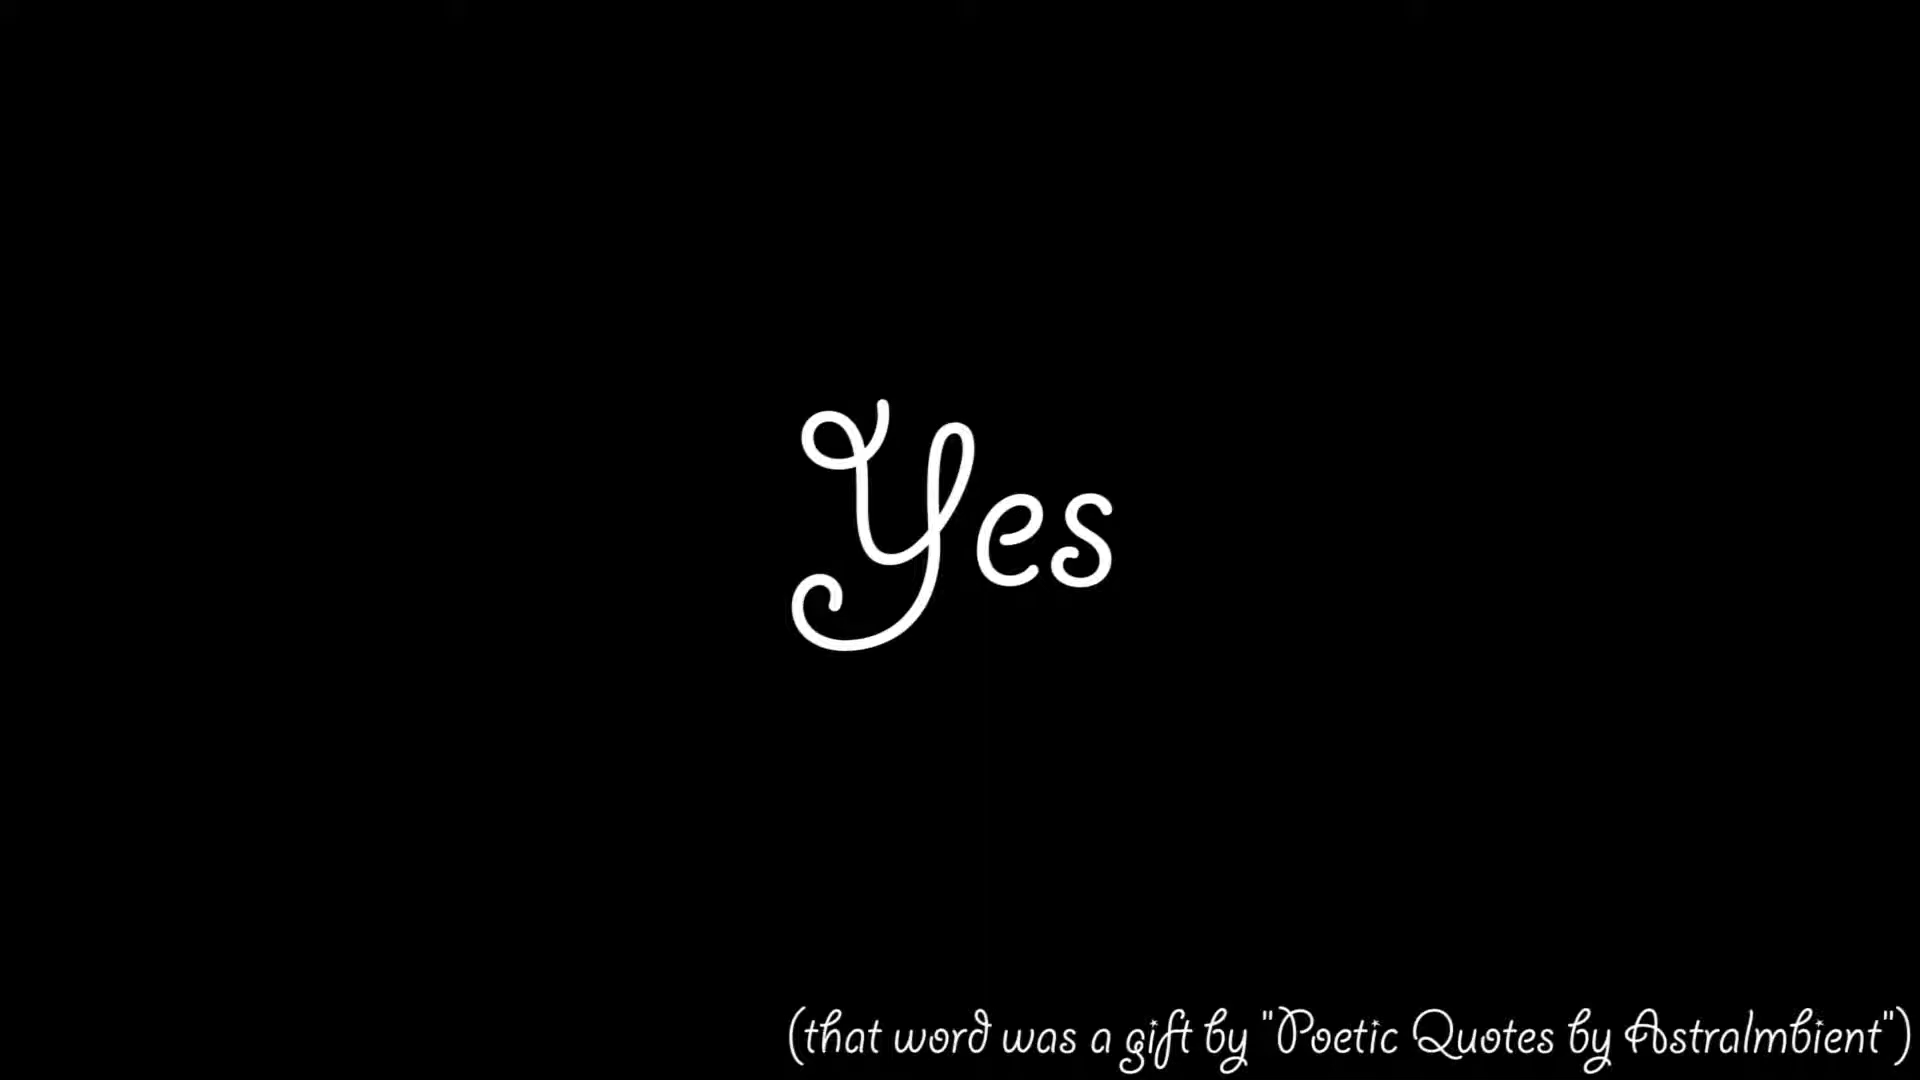 Yes
(that word was a gift by "Poetic Quotes by Astralmbient")